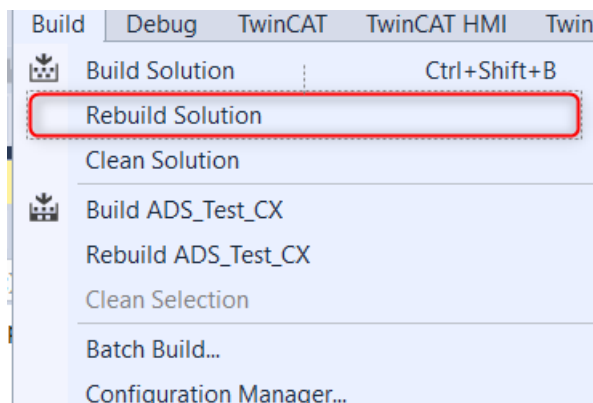 Build Debug TwinCAT TwinCAT HMI Twin
Build Solution Ctrl+Shift+B
Rebuild Solution
Clean Solution
Build ADS_Test_CX
Rebuild ADS_Test_CX
Clean Selection
Batch Build...
Configuration Manager...